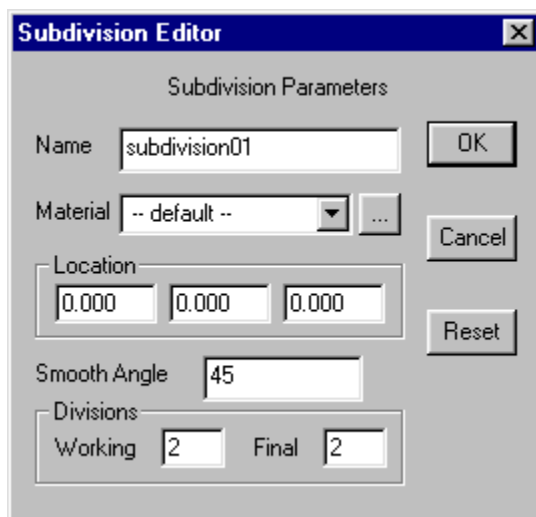 Subdivision Editor
Subdivision Parameters
Name subdivision01 OK
Material -- default -- ...
Cancel
Location
0.000 0.000 0.000
Reset
Smooth Angle 45
Divisions
Working 2 Final 2